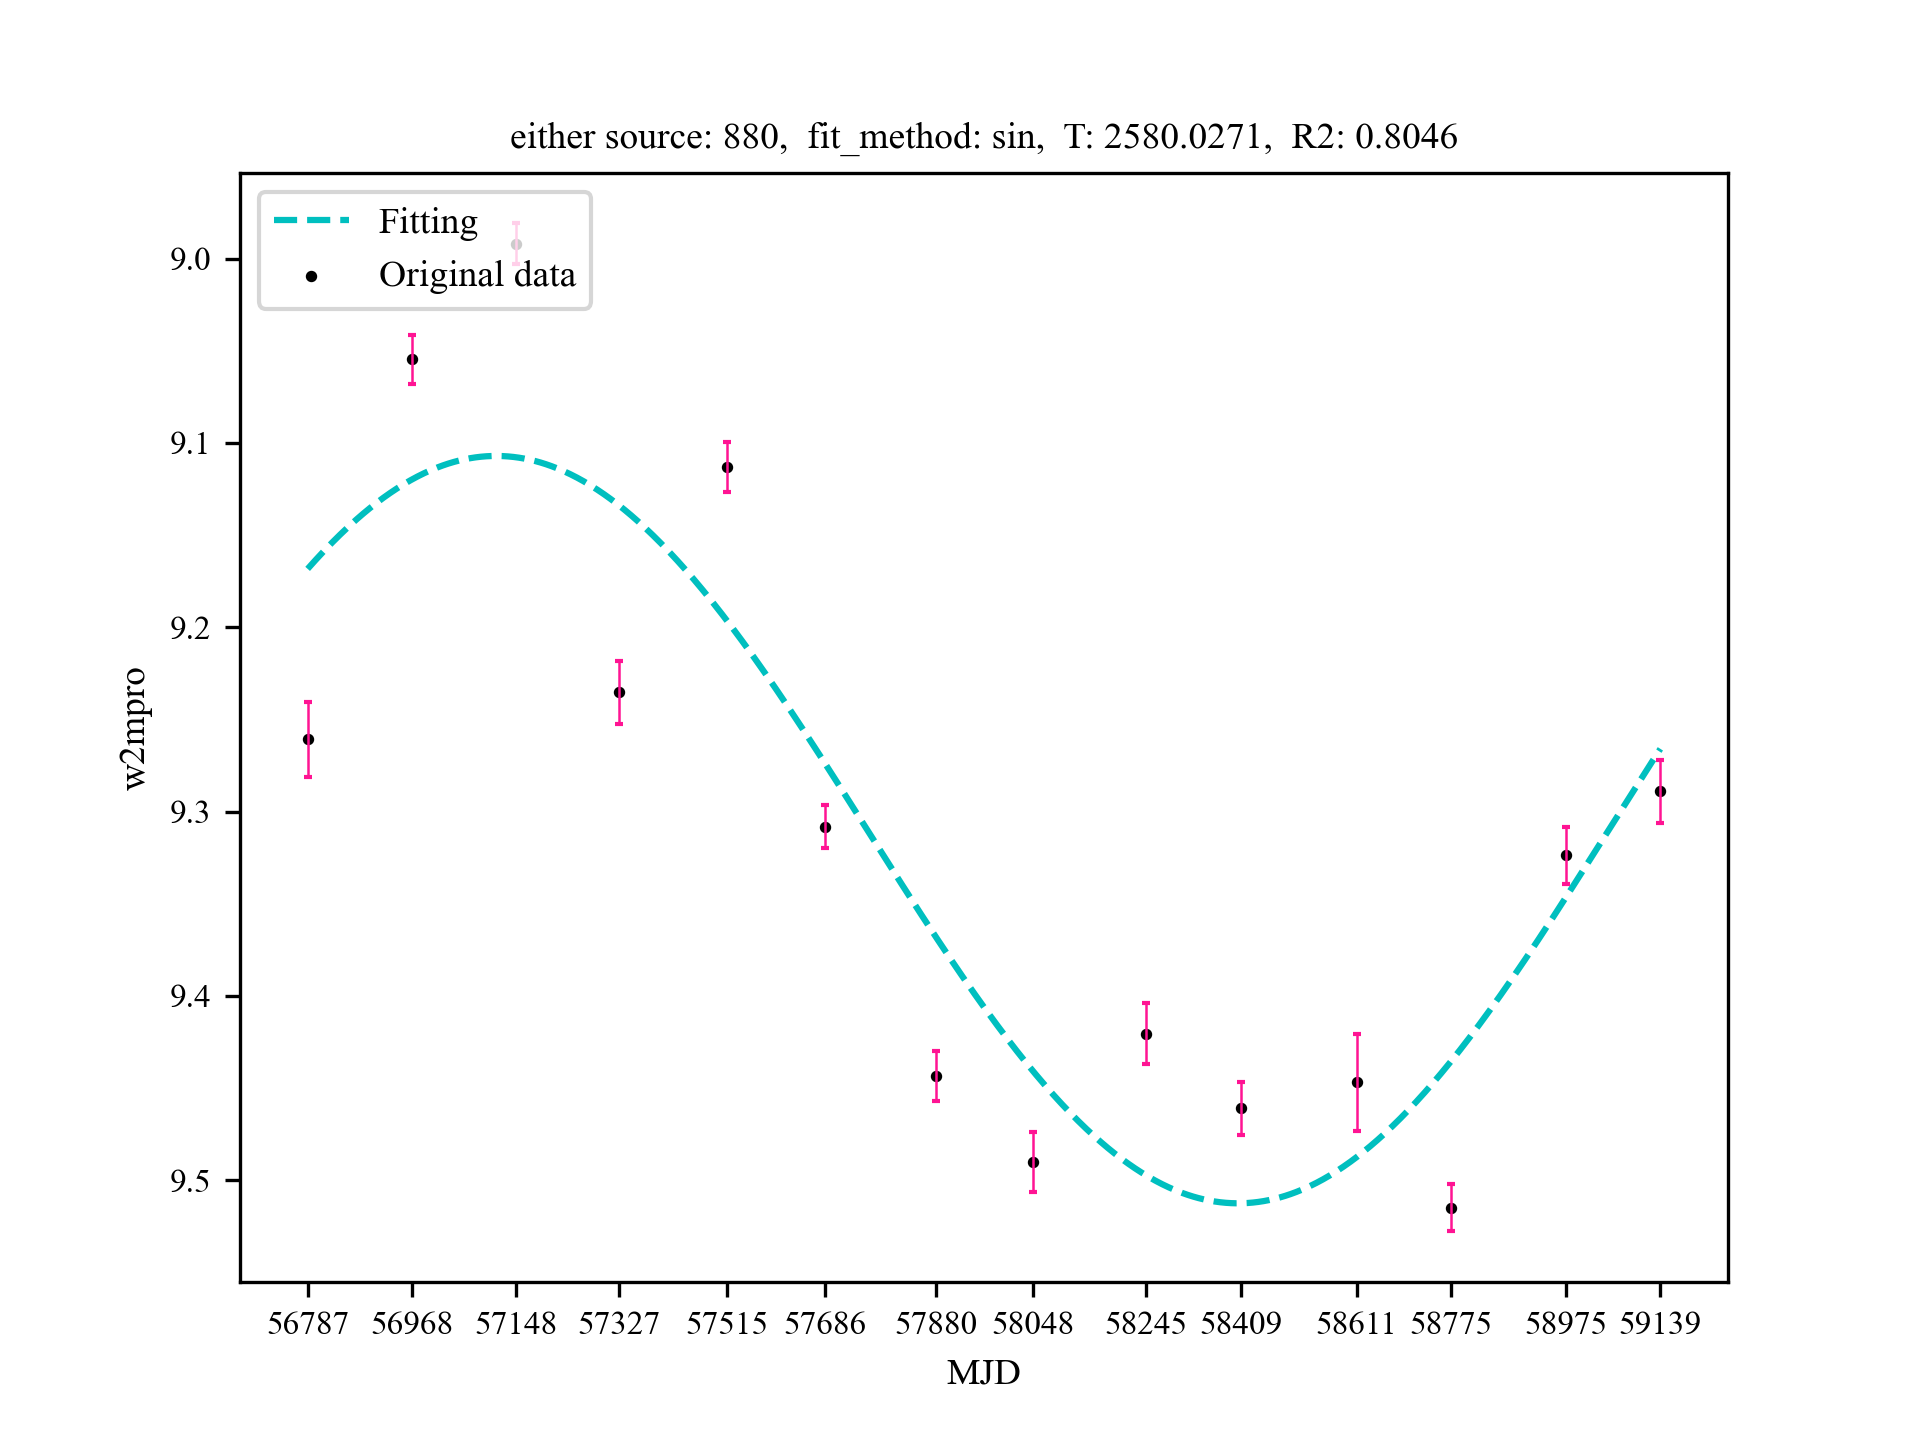 either source: 880,  fit_method: sin,  T: 2580.0271,  R2: 0.8046
Fitting
Original data
9.0
9.1
9.2
9.3
9.4
9.5
w2mpro
56787 56968 57148 57327 57515 57686 57880 58048 58245 58409 58611 58775 58975 59139
MJD